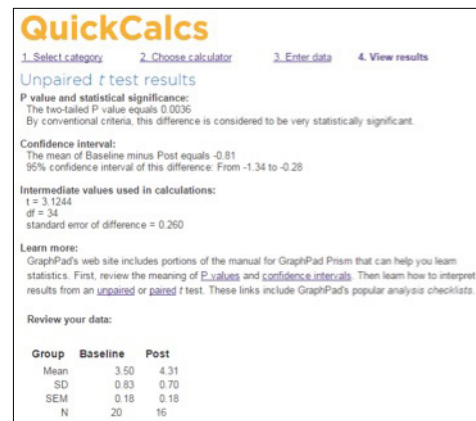 QuickCalcs
1. Select category 2. Choose calculator 3. Enter data 4. View results
Unpaired t test results
P value and statistical significance:
The two-tailed P value equals 0.0036
By conventional criteria, this difference is considered to be very statistically significant.
Confidence interval:
The mean of Baseline minus Post equals -0.81
95% confidence interval of this difference: From -1.34 to -0.28
Intermediate values used in calculations:
t = 3.1244
df = 34
standard error of difference = 0.260
Learn more:
GraphPad's web site includes portions of the manual for GraphPad Prism that can help you learn
statistics. First, review the meaning of P values and confidence intervals. Then learn how to interpret
results from an unpaired or paired t test. These links include GraphPad's popular analysis checklists.
Review your data:
Group Baseline Post
Mean 3.50 4.31
SD 0.83 0.70
SEM 0.18 0.18
N 20 16